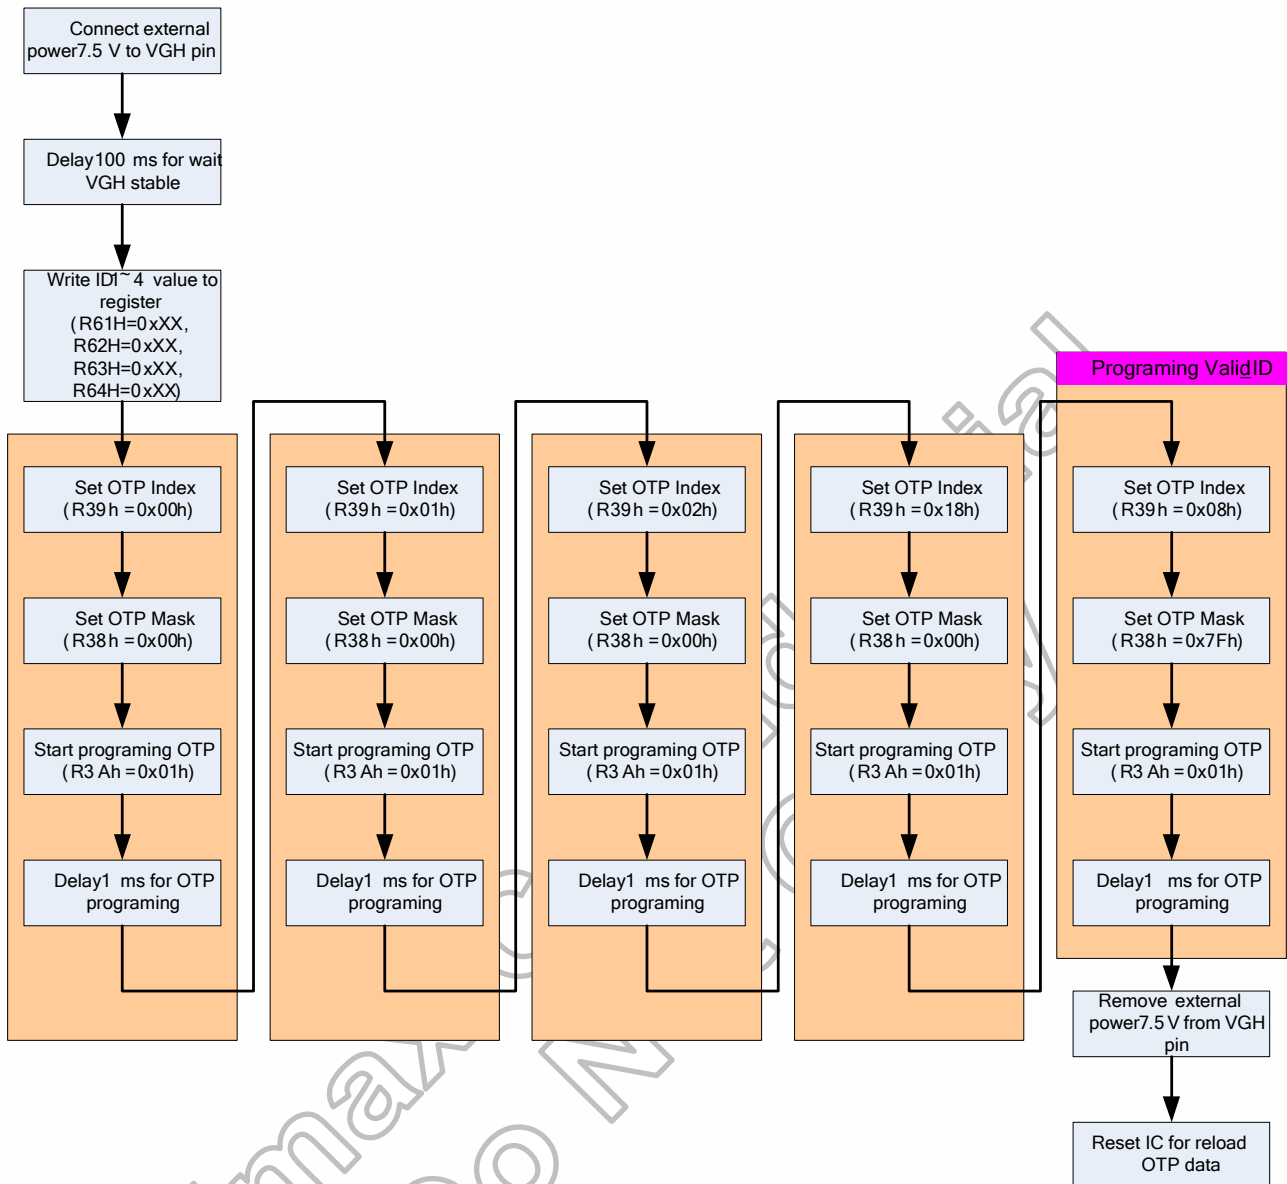 Connect external
power7.5 V to VGH pin
Delay100 ms for wait
VGH stable
Write ID1~4 value to
register
(R61H=0xXX,
R62H=0xXX,
R63H=0xXX,
R64H=0xXX)
Set OTP Index
(R39h=0x00h)
Set OTP Mask
(R38h=0x00h)
Start programing OTP
(R3Ah=0x01h)
Delay1 ms for OTP
programing
Set OTP Index
(R39h=0x01h)
Set OTP Mask
(R38h=0x00h)
Start programing OTP
(R3Ah=0x01h)
Delay1 ms for OTP
programing
Set OTP Index
(R39h=0x02h)
Set OTP Mask
(R38h=0x00h)
Start programing OTP
(R3Ah=0x01h)
Delay1 ms for OTP
programing
Set OTP Index
(R39h=0x18h)
Set OTP Mask
(R38h=0x00h)
Start programing OTP
(R3Ah=0x01h)
Delay1 ms for OTP
programing
Programing Valid_ID
Set OTP Index
(R39h=0x08h)
Set OTP Mask
(R38h=0x7Fh)
Start programing OTP
(R3Ah=0x01h)
Delay1 ms for OTP
programing
Remove external
power7.5V from VGH
pin
Reset IC for reload
OTP data